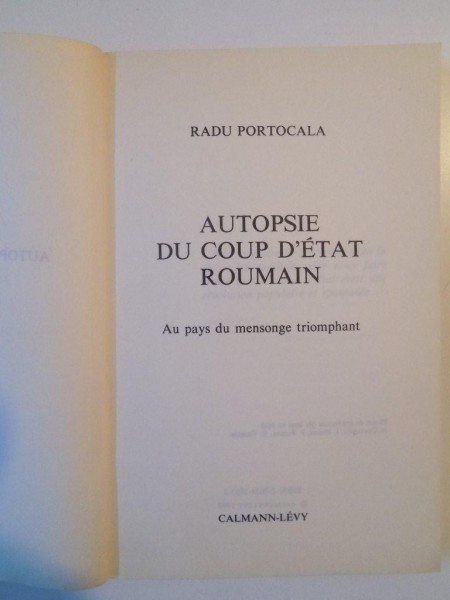 RADU PORTOCALA
AUTOPSIE
DU COUP D'ÉTAT
ROUMAIN
Au pays du mensonge triomphant
CALMANN-LÉVY